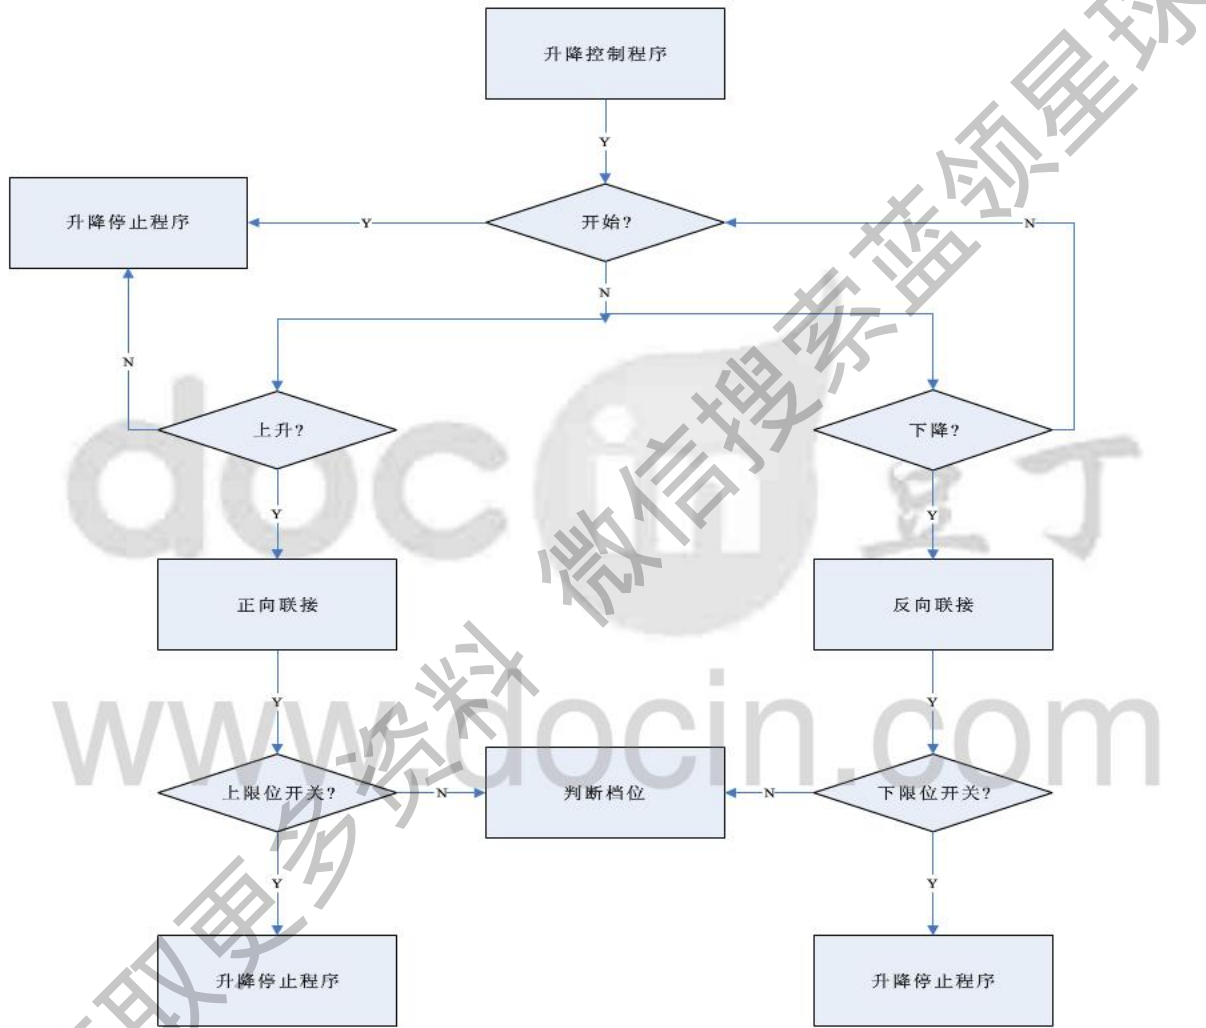 升降控制程序
Y
升降停止程序
Y
开始?
N
N
N
上升?
下降?
Y
Y
正向联接
反向联接
Y
Y
上限位开关?
N
判断档位
N
下限位开关?
Y
Y
升降停止程序
升降停止程序
docin 豆丁
www.docin.com
取更多资料 微信搜索蓝领星球